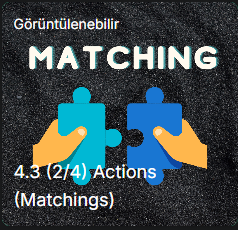 Görüntülenebilir
MATCHING
4.3 (2/4) Actions
(Matchings)